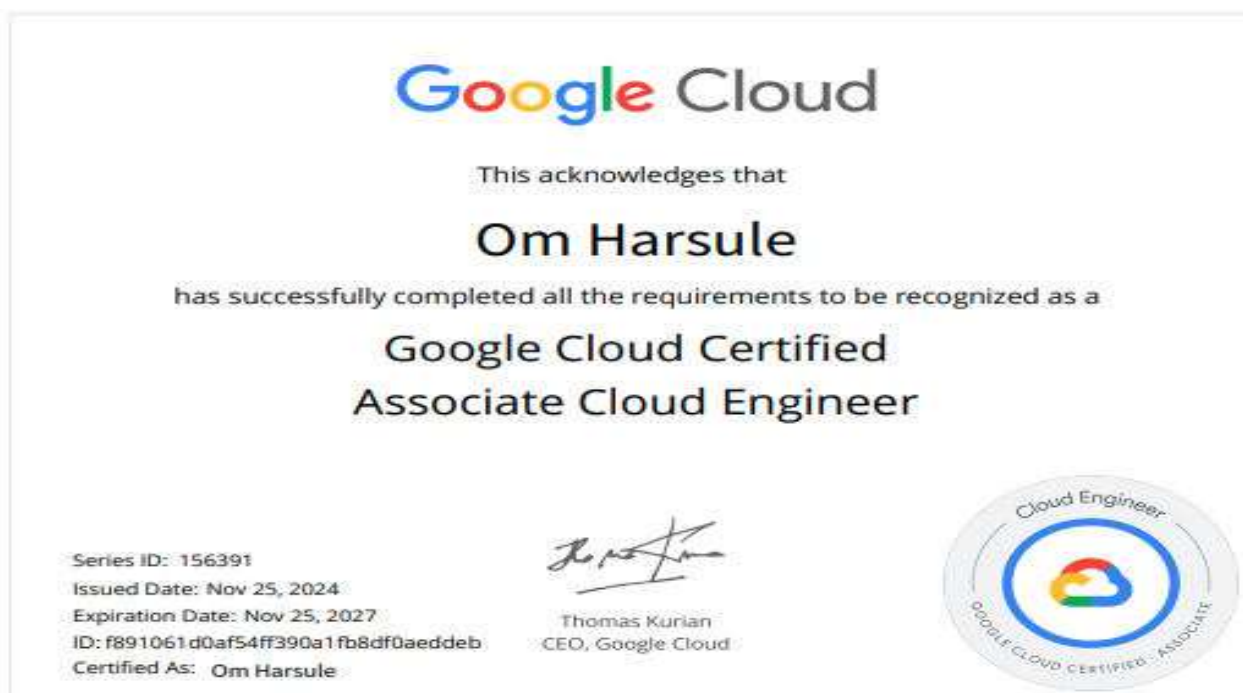 Google Cloud
This acknowledges that
Om Harsule
has successfully completed all the requirements to be recognized as a
Google Cloud Certified
Associate Cloud Engineer
Series ID: 156391
Issued Date: Nov 25, 2024
Expiration Date: Nov 25, 2027
ID: f891061d0af54ff390a1fb8df0aeddeb
Certified As: Om Harsule
Thomas Kurian
CEO, Google Cloud
Cloud Engineer
GOOGLE CLOUD CERTIFIED · ASSOCIATE